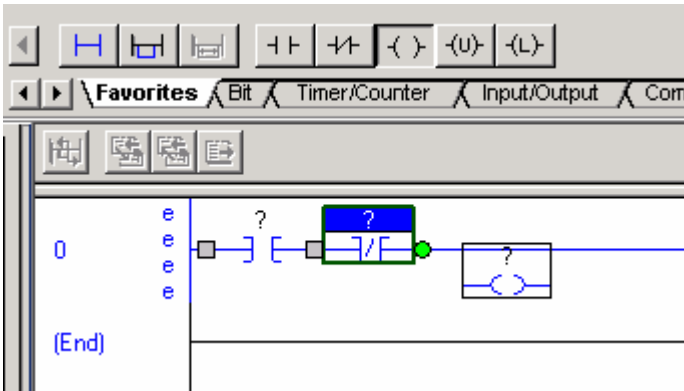 (U) (L)
Favorites Bit Timer/Counter Input/Output Com
e
? ? ?
0 e
e
e
(End)